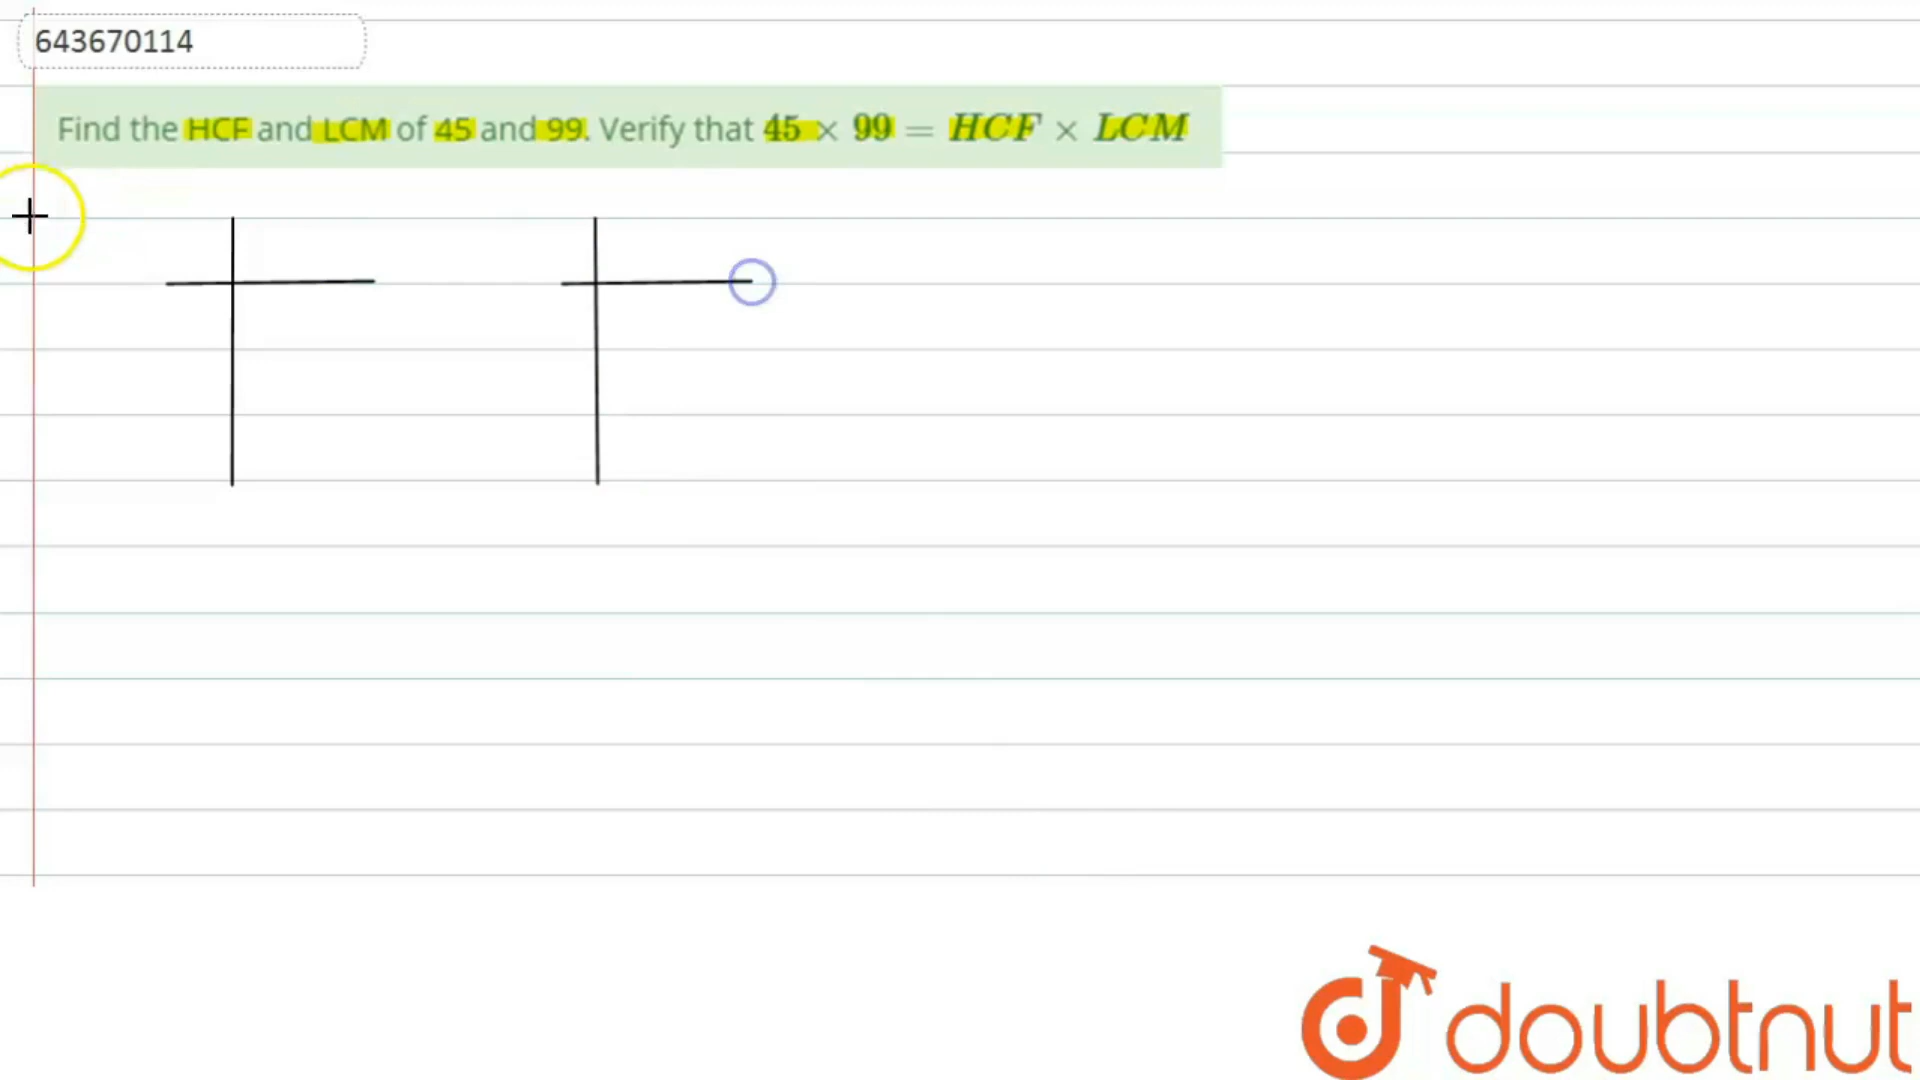 643670114
Find the HCF and LCM of 45 and 99. Verify that 45 × 99 = HCF × LCM
doubtnut